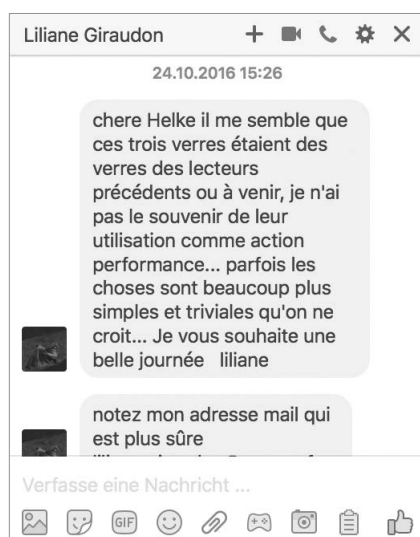 Liliane Giraudon
24.10.2016 15:26
chere Helke il me semble que
ces trois verres étaient des
verres des lecteurs
précédents ou à venir, je n'ai
pas le souvenir de leur
utilisation comme action
performance... parfois les
choses sont beaucoup plus
simples et triviales qu'on ne
croit... Je vous souhaite une
belle journée liliane
notez mon adresse mail qui
est plus sûre
Verfasse eine Nachricht ...
GIF